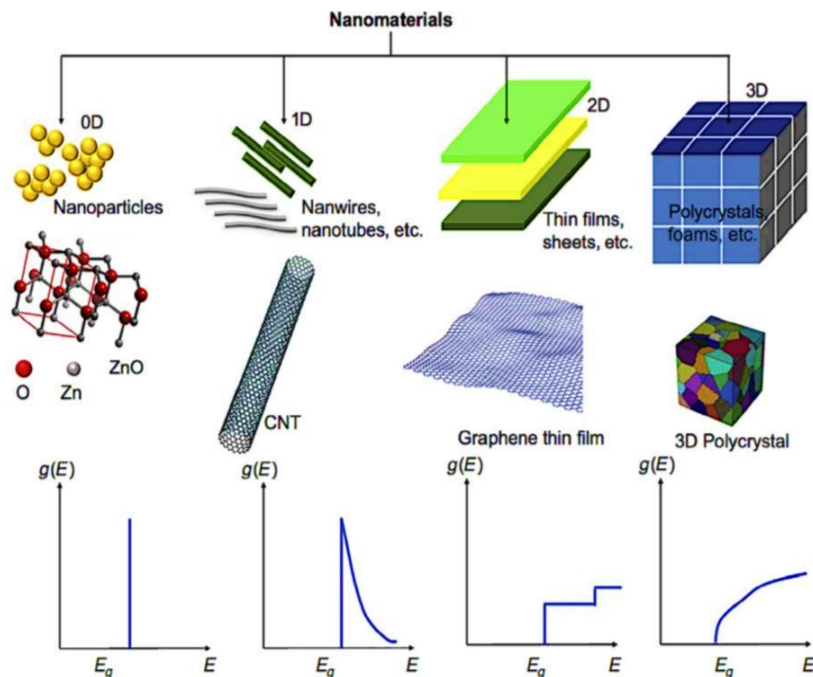 Nanomaterials
0D
1D
2D
3D
Nanoparticles
Nanwires,
nanotubes, etc.
Thin films,
sheets, etc.
Polycrystals,
foams, etc.
O
Zn
ZnO
CNT
Graphene thin film
3D Polycrystal
g(E)
g(E)
g(E)
g(E)
Eg
E
Eg
E
Eg
E
Eg
E